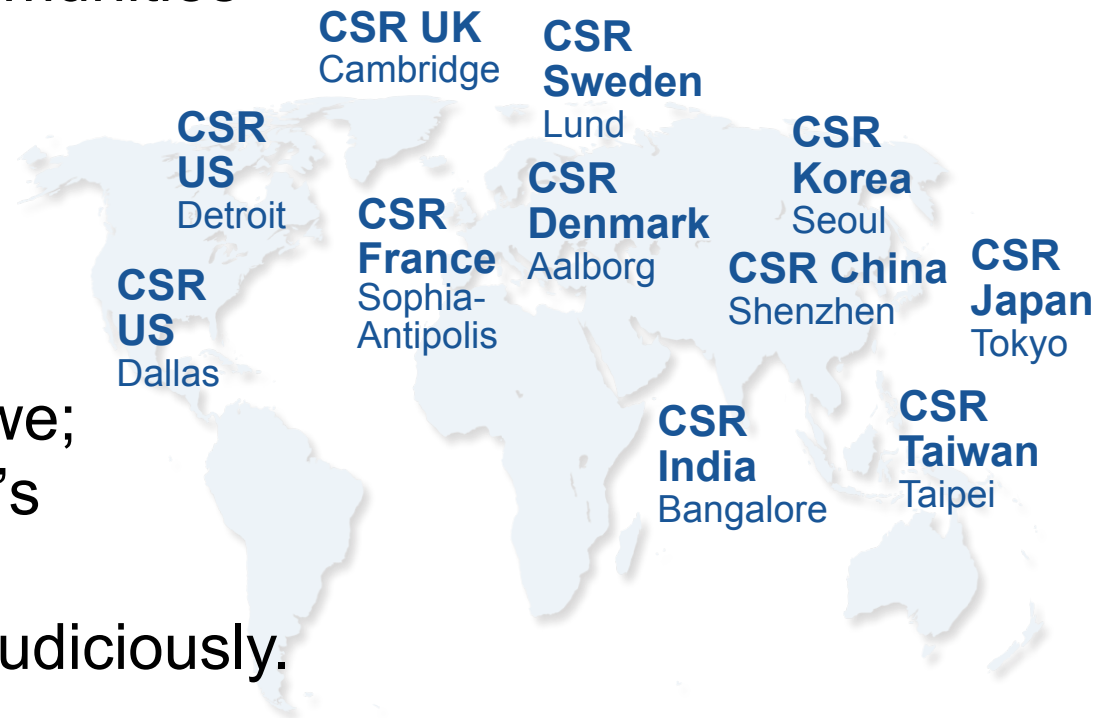 CSR UK
Cambridge
CSR
Sweden
Lund
CSR
US
Detroit
CSR
Korea
Seoul
CSR
Denmark
Aalborg
CSR
France
Sophia-
Antipolis
CSR China
Shenzhen
CSR
Japan
Tokyo
CSR
US
Dallas
CSR
India
Bangalore
CSR
Taiwan
Taipei
we;
’s
udiciously.